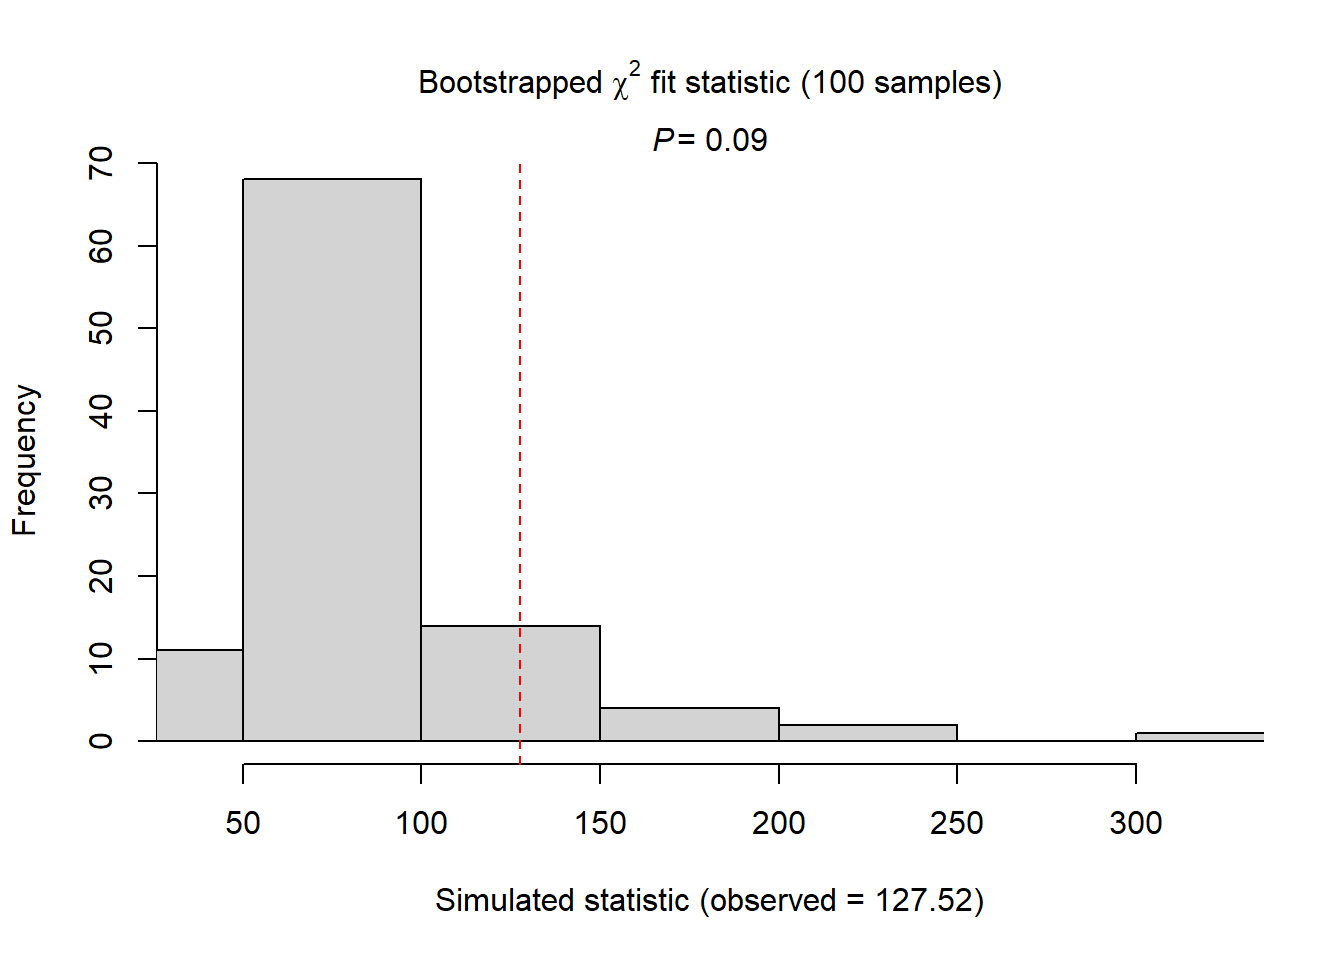 Bootstrapped χ² fit statistic (100 samples)
P = 0.09
70
60
50
40
30
20
10
0
Frequency
50 100 150 200 250 300
Simulated statistic (observed = 127.52)